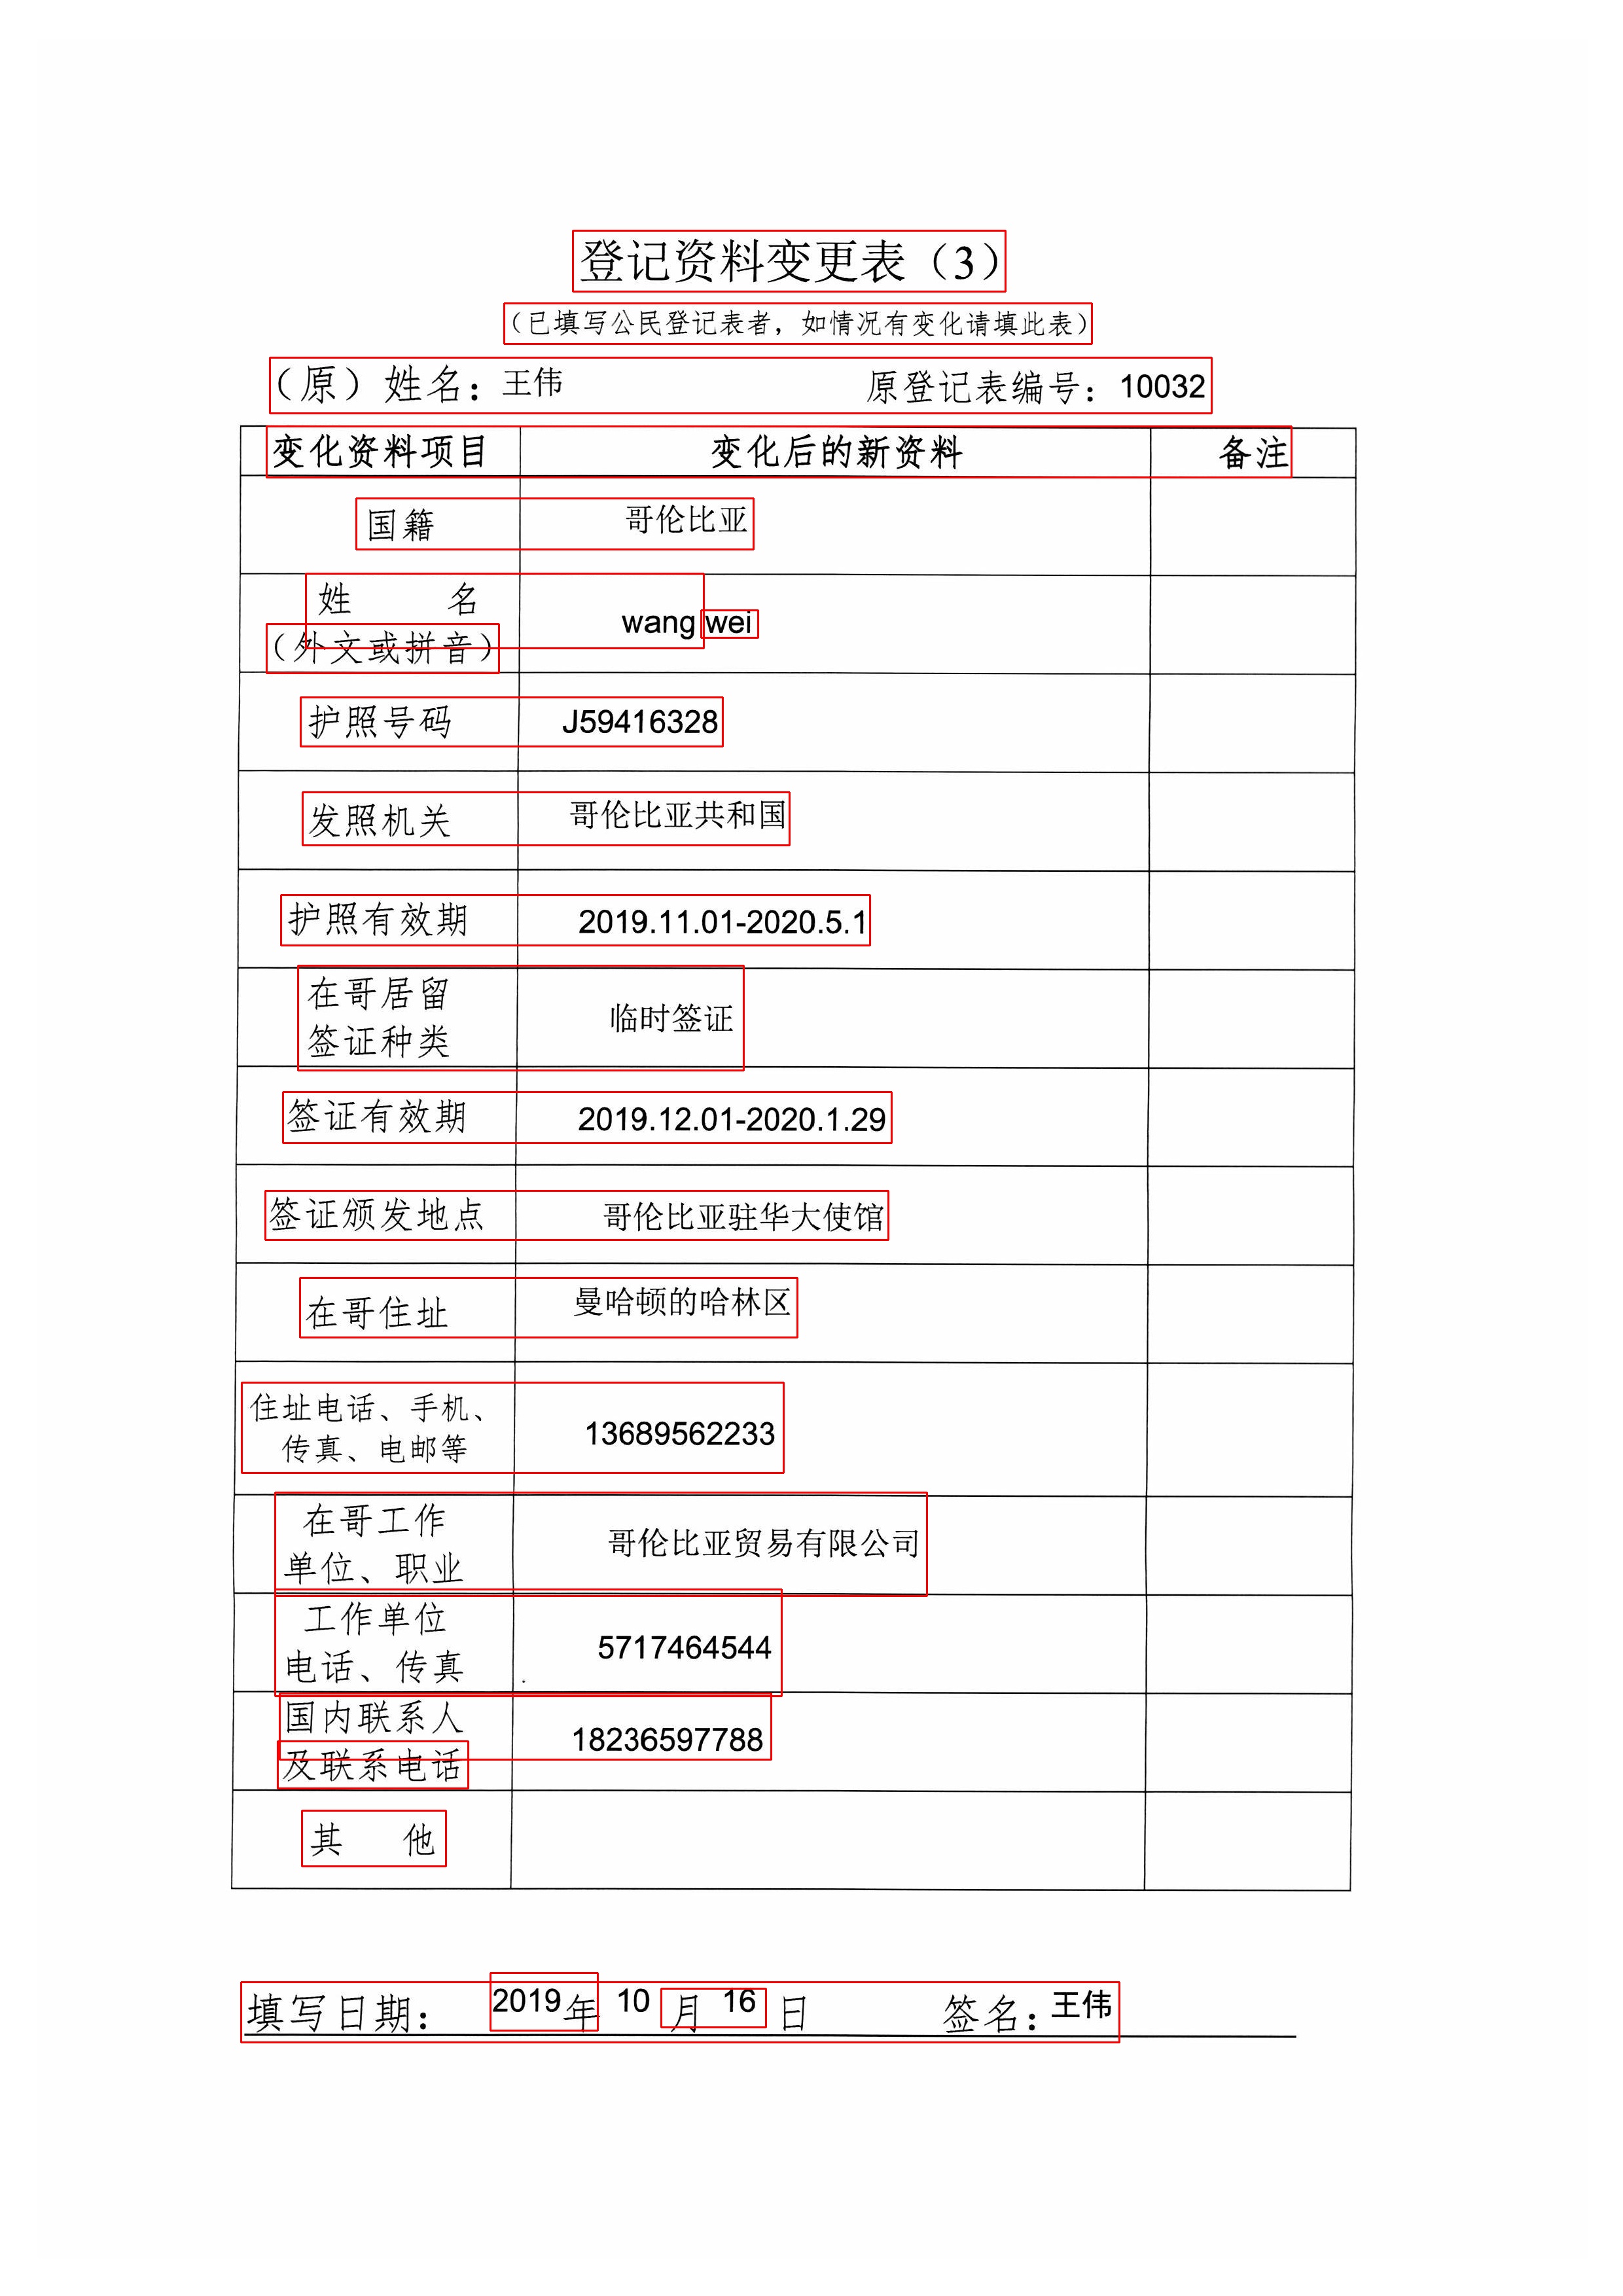 登记资料变更表（3）
（已填写公民登记表者，如情况有变化请填此表）
（原）姓名：王伟 原登记表编号：10032
变化资料项目 变化后的新资料 备注
国籍 哥伦比亚
姓 名
（外文或拼音） wang wei
护照号码 J59416328
发照机关 哥伦比亚共和国
护照有效期 2019.11.01-2020.5.1
在哥居留
签证种类 临时签证
签证有效期 2019.12.01-2020.1.29
签证颁发地点 哥伦比亚驻华大使馆
在哥住址 曼哈顿的哈林区
住址电话、手机、
传真、电邮等 13689562233
在哥工作
单位、职业 哥伦比亚贸易有限公司
工作单位
电话、传真 5717464544
国内联系人
及联系电话 18236597788
其 他
填写日期： 2019年 10 月 16 日 签名：王伟